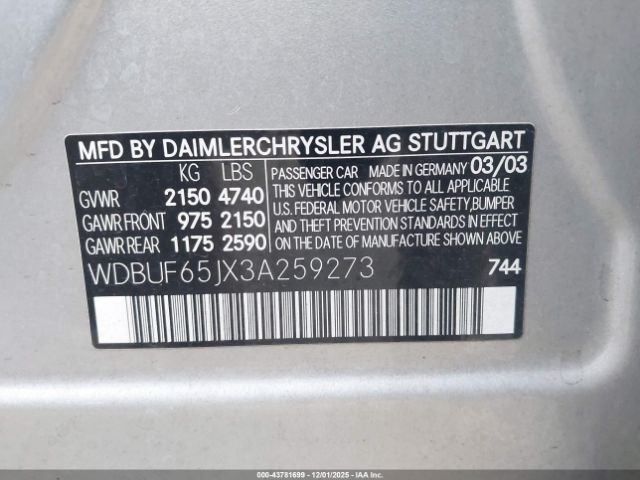 MFD BY DAIMLERCHRYSLER AG STUTTGART
KG LBS
GVWR 2150 4740
GAWR FRONT 975 2150
GAWR REAR 1175 2590
PASSENGER CAR MADE IN GERMANY 03/03
THIS VEHICLE CONFORMS TO ALL APPLICABLE
U.S. FEDERAL MOTOR VEHICLE SAFETY,BUMPER
AND THEFT PREVENTION STANDARDS IN EFFECT
ON THE DATE OF MANUFACTURE SHOWN ABOVE.
WDBUF65JX3A259273 744
000-43781699 · 12/01/2025 · IAAI.COM